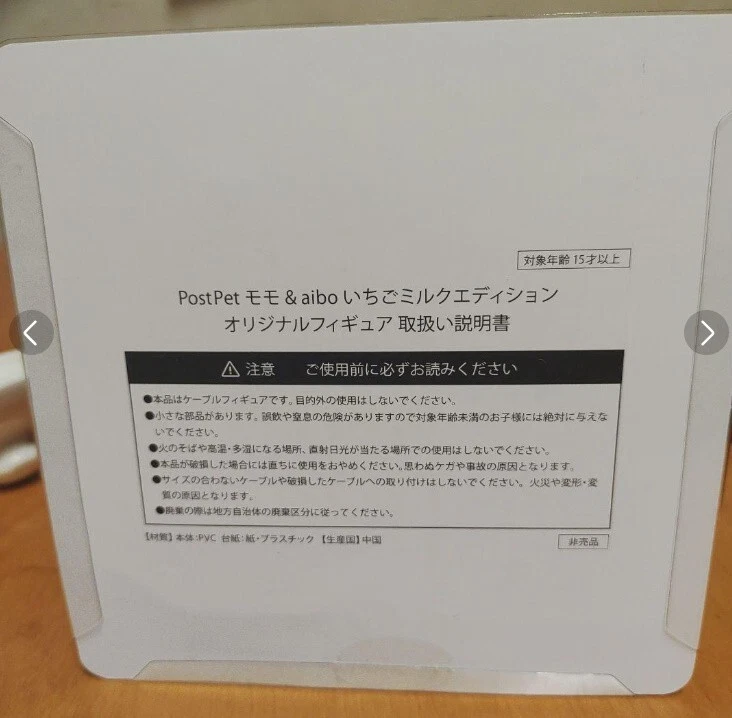 対象年齢 15才以上
PostPet モモ & aibo いちごミルクエディション
オリジナルフィギュア 取扱い説明書
⚠ 注意 ご使用前に必ずお読みください
●本品はケーブルフィギュアです。目的外の使用はしないでください。
●小さな部品があります。誤飲や窒息の危険がありますので対象年齢未満のお子様には絶対に与えな
いでください。
●火のそばや高温・多湿になる場所、直射日光が当たる場所での使用はしないでください。
●本品が破損した場合には直ちに使用をおやめください。思わぬケガや事故の原因となります。
●サイズの合わないケーブルや破損したケーブルへの取り付けはしないでください。火災や変形・変
質の原因となります。
●廃棄の際は地方自治体の廃棄区分に従ってください。
【材質】本体：PVC 台紙：紙・プラスチック 【生産国】中国
非売品